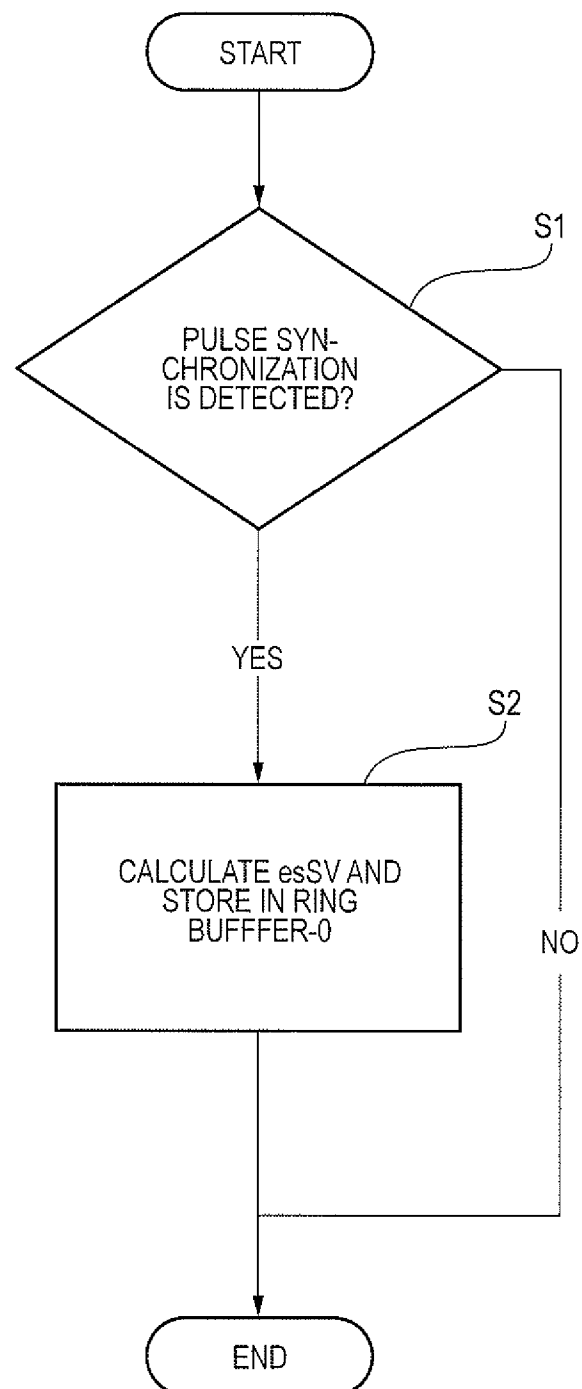 START
S1
PULSE SYN-
CHRONIZATION
IS DETECTED?
YES
S2
CALCULATE esSV AND
STORE IN RING
BUFFFER-0
NO
END